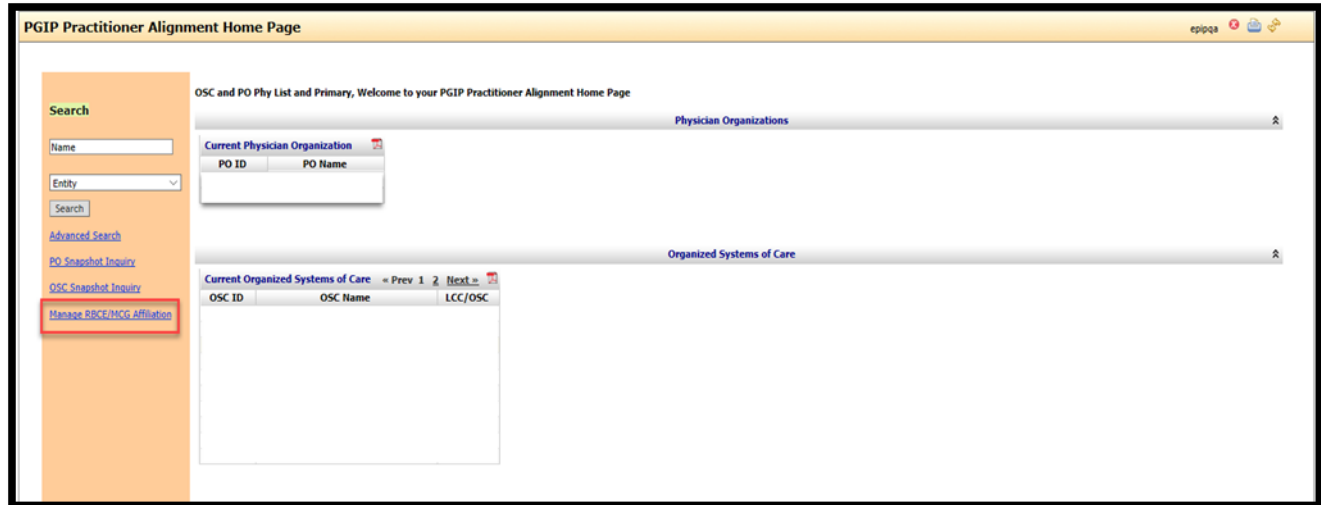 PGIP Practitioner Alignment Home Page
epipqa
Search
Name
Entity
Search
Advanced Search
PO Snapshot Inquiry
OSC Snapshot Inquiry
Manage RBCE/MCG Affiliation
OSC and PO Phy List and Primary, Welcome to your PGIP Practitioner Alignment Home Page
Physician Organizations
Current Physician Organization
PO ID PO Name
Organized Systems of Care
Current Organized Systems of Care « Prev 1 2 Next »
OSC ID OSC Name LCC/OSC